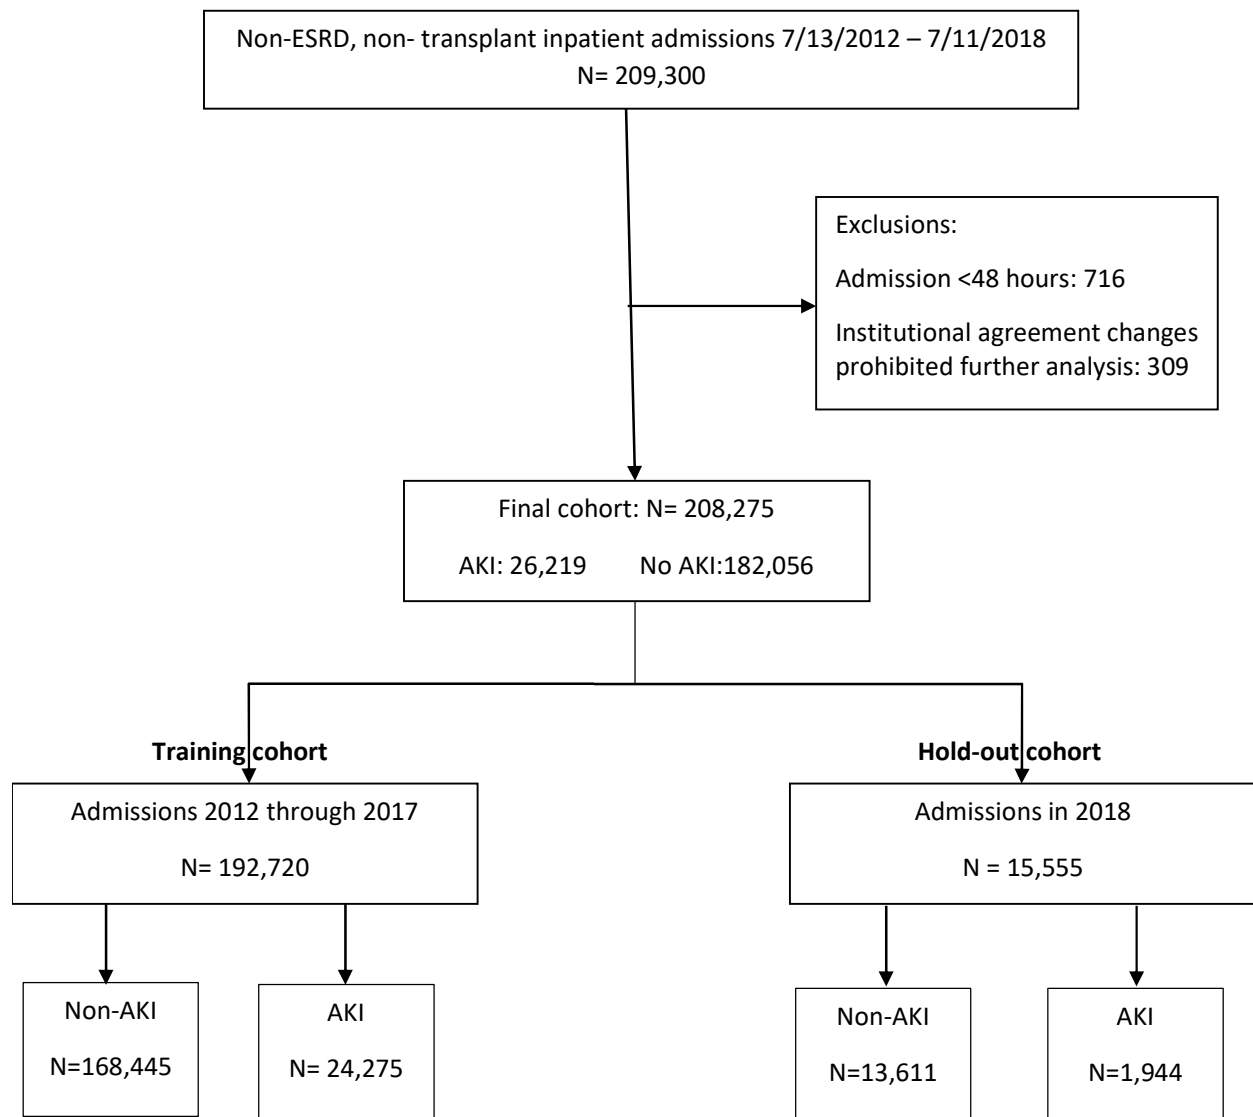 Non-ESRD, non- transplant inpatient admissions 7/13/2012 – 7/11/2018
N= 209,300
Exclusions:
Admission <48 hours: 716
Institutional agreement changes
prohibited further analysis: 309
Final cohort: N= 208,275
AKI: 26,219 No AKI:182,056
Training cohort
Admissions 2012 through 2017
N= 192,720
Non-AKI
N=168,445
AKI
N= 24,275
Hold-out cohort
Admissions in 2018
N = 15,555
Non-AKI
N=13,611
AKI
N=1,944